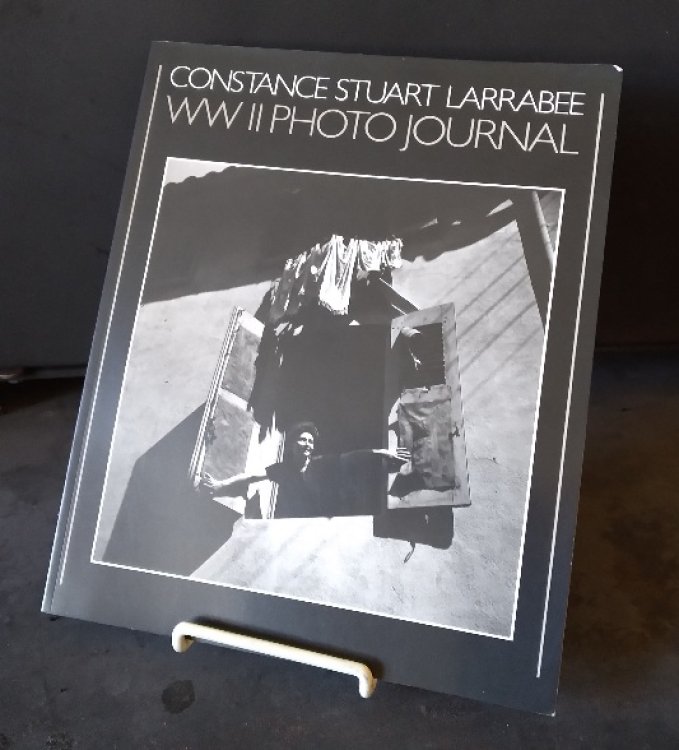 CONSTANCE STUART LARRABEE
WW II PHOTO JOURNAL